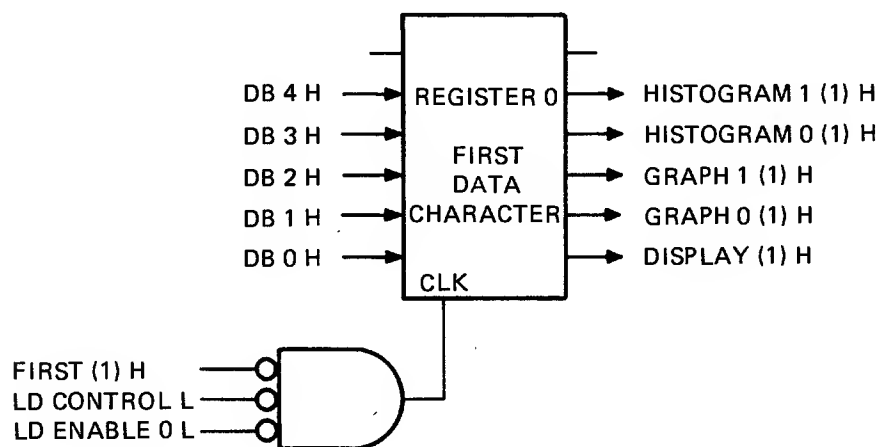 DB 4 H REGISTER 0 HISTOGRAM 1 (1) H
DB 3 H HISTOGRAM 0 (1) H
FIRST
DB 2 H GRAPH 1 (1) H
DATA
DB 1 H CHARACTER GRAPH 0 (1) H
DB 0 H DISPLAY (1) H
CLK
FIRST (1) H
LD CONTROL L
LD ENABLE 0 L